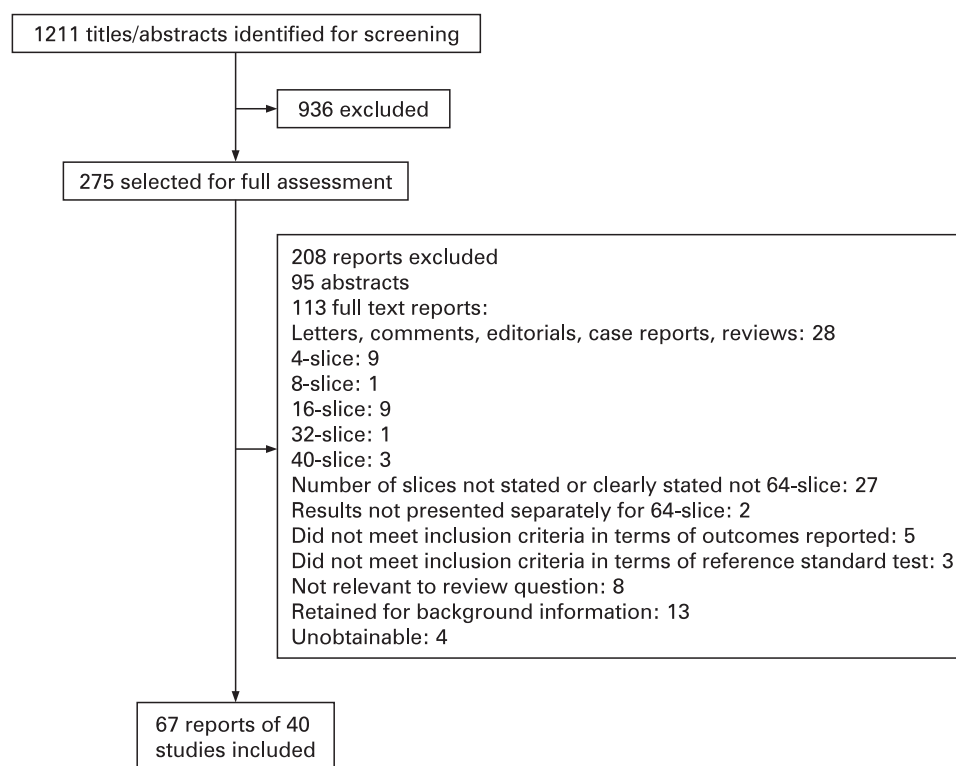 1211 titles/abstracts identified for screening
936 excluded
275 selected for full assessment
208 reports excluded
95 abstracts
113 full text reports:
Letters, comments, editorials, case reports, reviews: 28
4-slice: 9
8-slice: 1
16-slice: 9
32-slice: 1
40-slice: 3
Number of slices not stated or clearly stated not 64-slice: 27
Results not presented separately for 64-slice: 2
Did not meet inclusion criteria in terms of outcomes reported: 5
Did not meet inclusion criteria in terms of reference standard test: 3
Not relevant to review question: 8
Retained for background information: 13
Unobtainable: 4
67 reports of 40
studies included